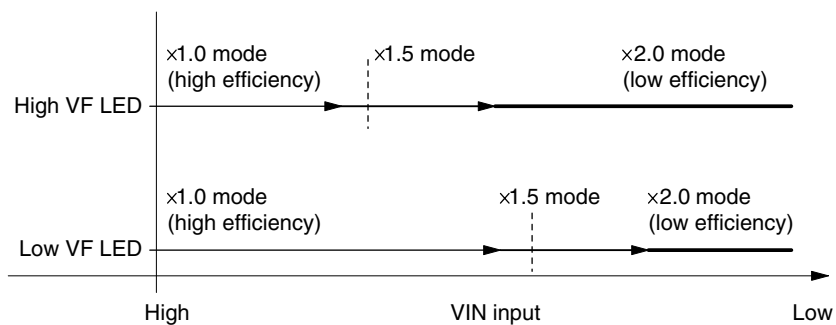 ×1.0 mode
(high efficiency)
×1.5 mode
×2.0 mode
(low efficiency)
High VF LED
×1.0 mode
(high efficiency)
×1.5 mode
×2.0 mode
(low efficiency)
Low VF LED
High
VIN input
Low